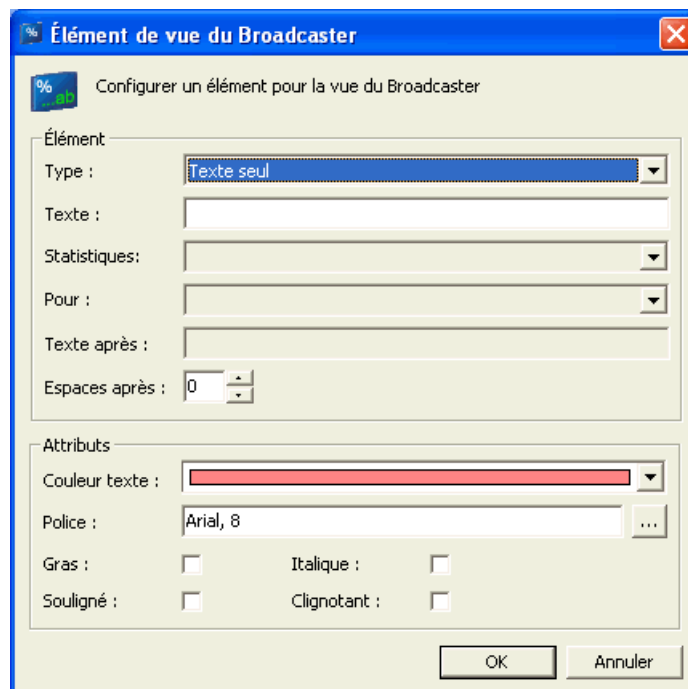 Élément de vue du Broadcaster
%
...ab
Configurer un élément pour la vue du Broadcaster
Élément
Type : Texte seul
Texte :
Statistiques:
Pour :
Texte après :
Espaces après : 0
Attributs
Couleur texte :
Police : Arial, 8 ...
Gras : Italique :
Souligné : Clignotant :
OK Annuler